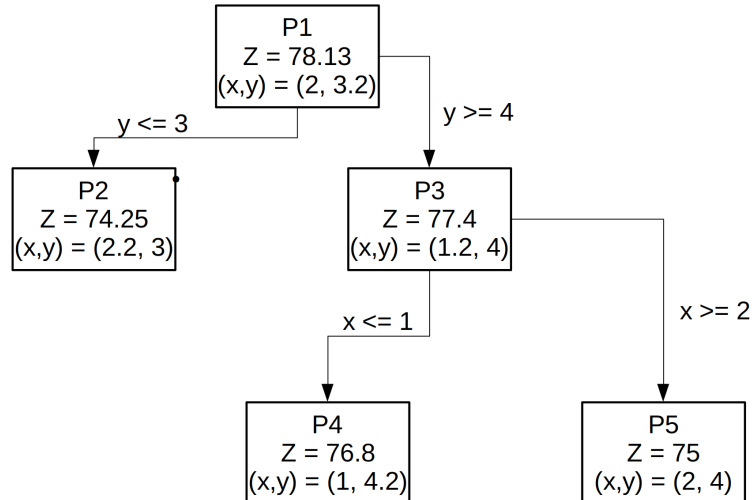 P1
Z = 78.13
(x,y) = (2, 3.2)
y <= 3
y >= 4
P2
Z = 74.25
(x,y) = (2.2, 3)
P3
Z = 77.4
(x,y) = (1.2, 4)
x <= 1
x >= 2
P4
Z = 76.8
(x,y) = (1, 4.2)
P5
Z = 75
(x,y) = (2, 4)